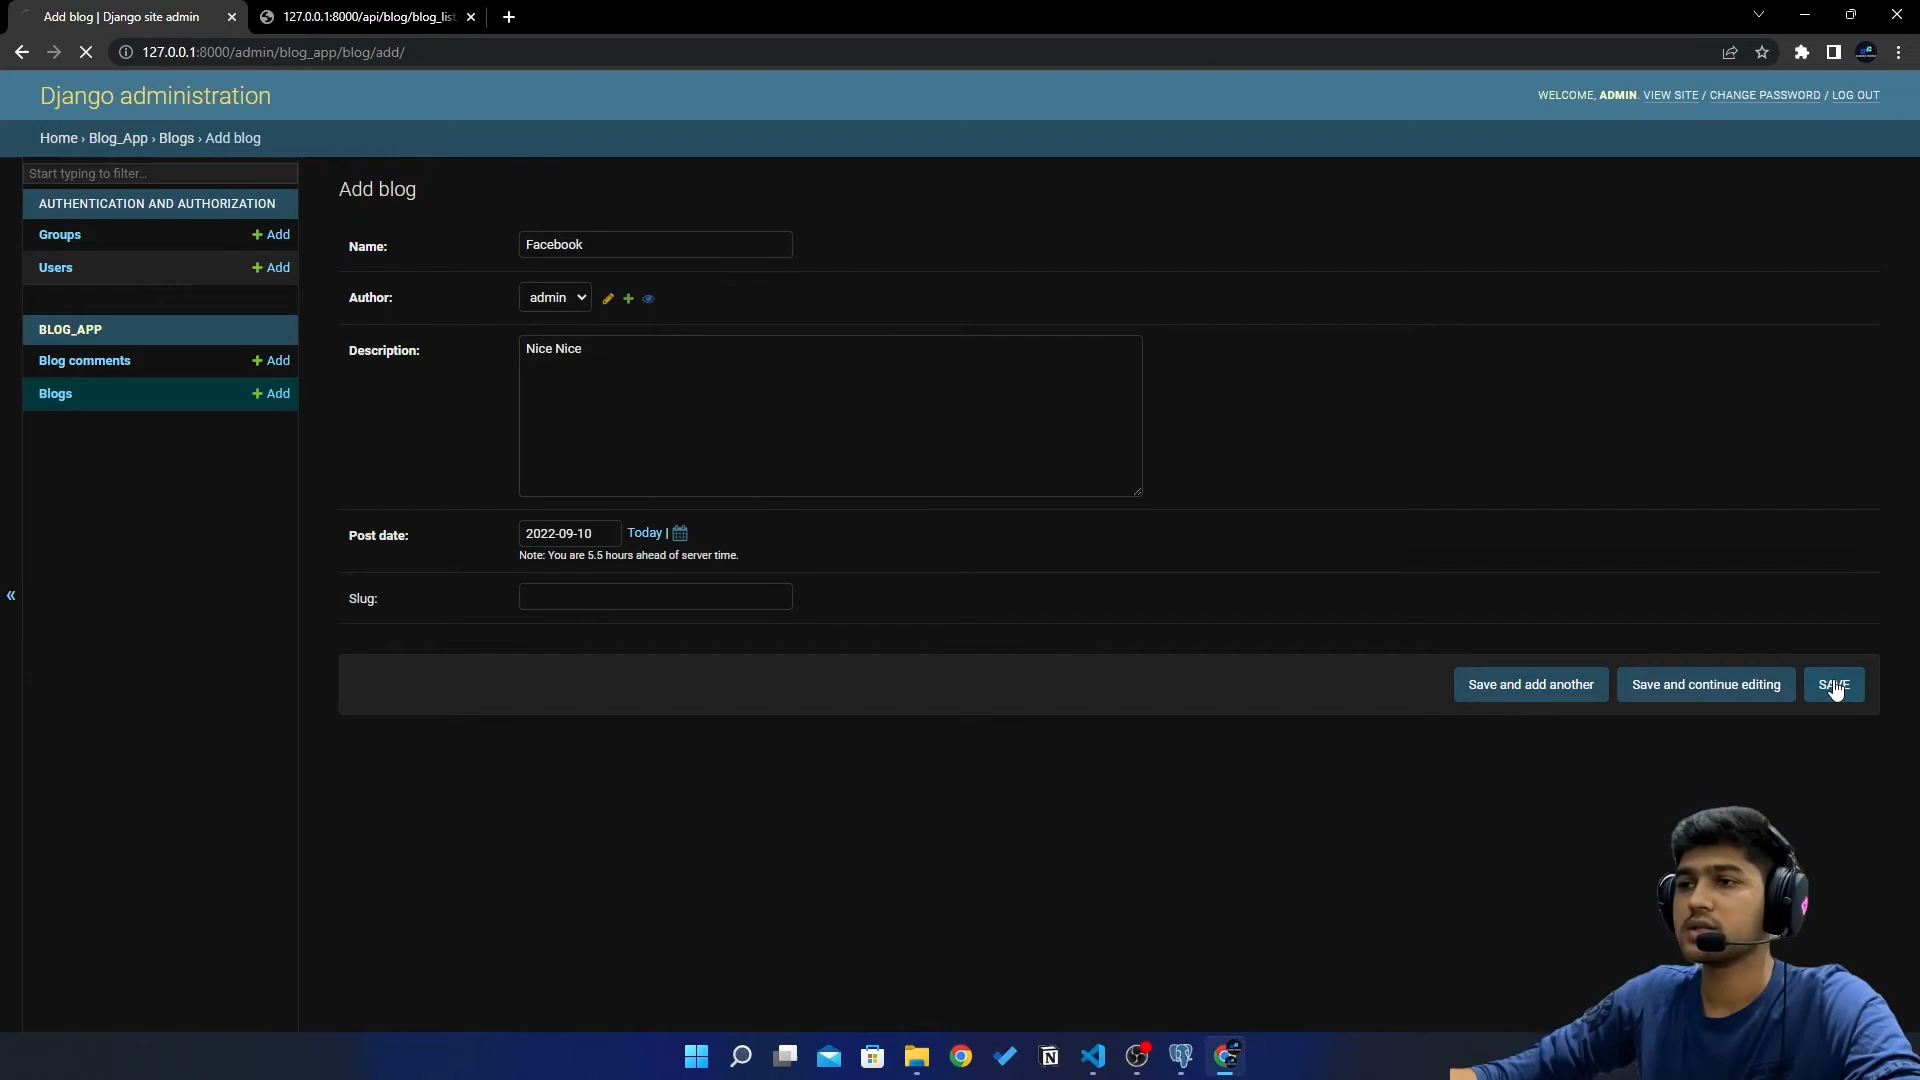 Add blog | Django site admin
127.0.0.1:8000/api/blog/blog_list
127.0.0.1:8000/admin/blog_app/blog/add/
Django administration
WELCOME, ADMIN. VIEW SITE / CHANGE PASSWORD / LOG OUT
Home › Blog_App › Blogs › Add blog
Start typing to filter...
AUTHENTICATION AND AUTHORIZATION
Groups + Add
Users + Add
BLOG_APP
Blog comments + Add
Blogs + Add
«
Add blog
Name: Facebook
Author: admin
Description: Nice Nice
Post date: 2022-09-10 Today |
Note: You are 5.5 hours ahead of server time.
Slug:
Save and add another Save and continue editing SAVE